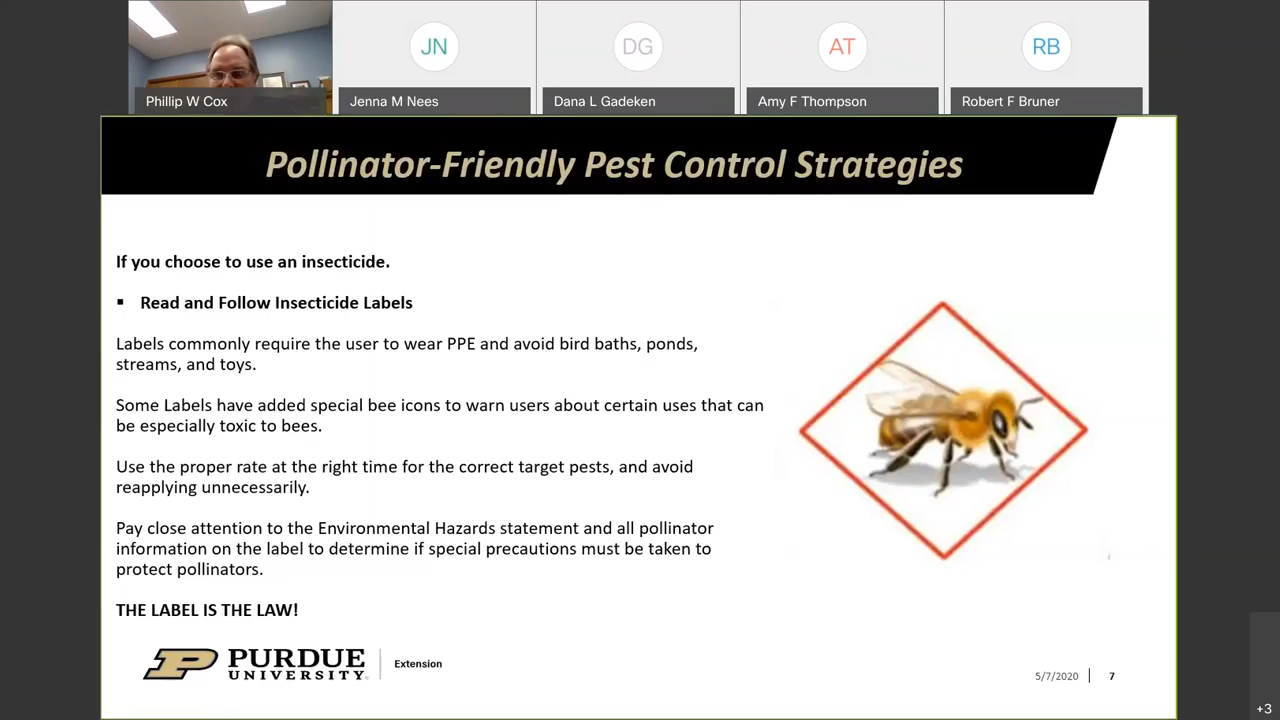 JN
DG
AT
RB
Phillip W Cox
Jenna M Nees
Dana L Gadeken
Amy F Thompson
Robert F Bruner
Pollinator-Friendly Pest Control Strategies
If you choose to use an insecticide.
▪ Read and Follow Insecticide Labels
Labels commonly require the user to wear PPE and avoid bird baths, ponds,
streams, and toys.
Some Labels have added special bee icons to warn users about certain uses that can
be especially toxic to bees.
Use the proper rate at the right time for the correct target pests, and avoid
reapplying unnecessarily.
Pay close attention to the Environmental Hazards statement and all pollinator
information on the label to determine if special precautions must be taken to
protect pollinators.
THE LABEL IS THE LAW!
P PURDUE
UNIVERSITY
Extension
5/7/2020 | 7
+3